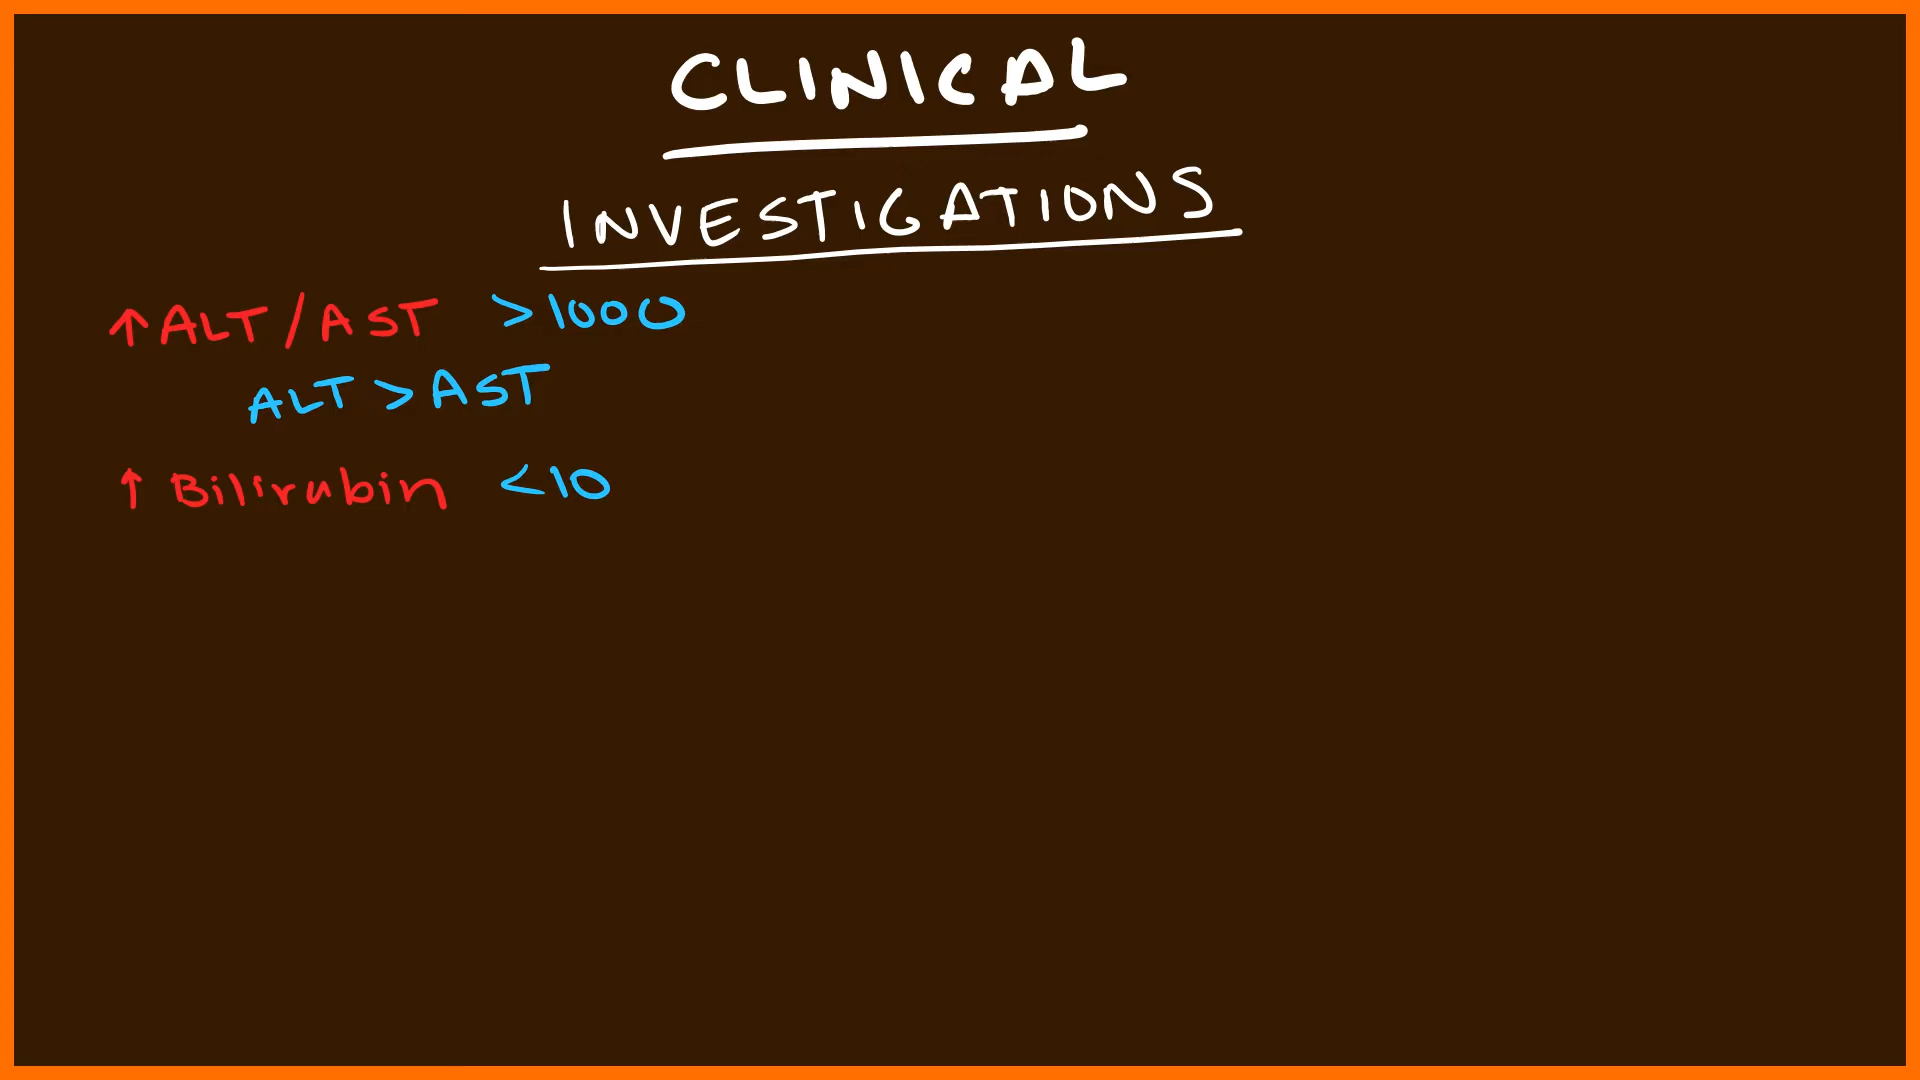 CLINICAL
INVESTIGATIONS
↑ ALT/AST >1000
ALT > AST
↑ Bilirubin <10